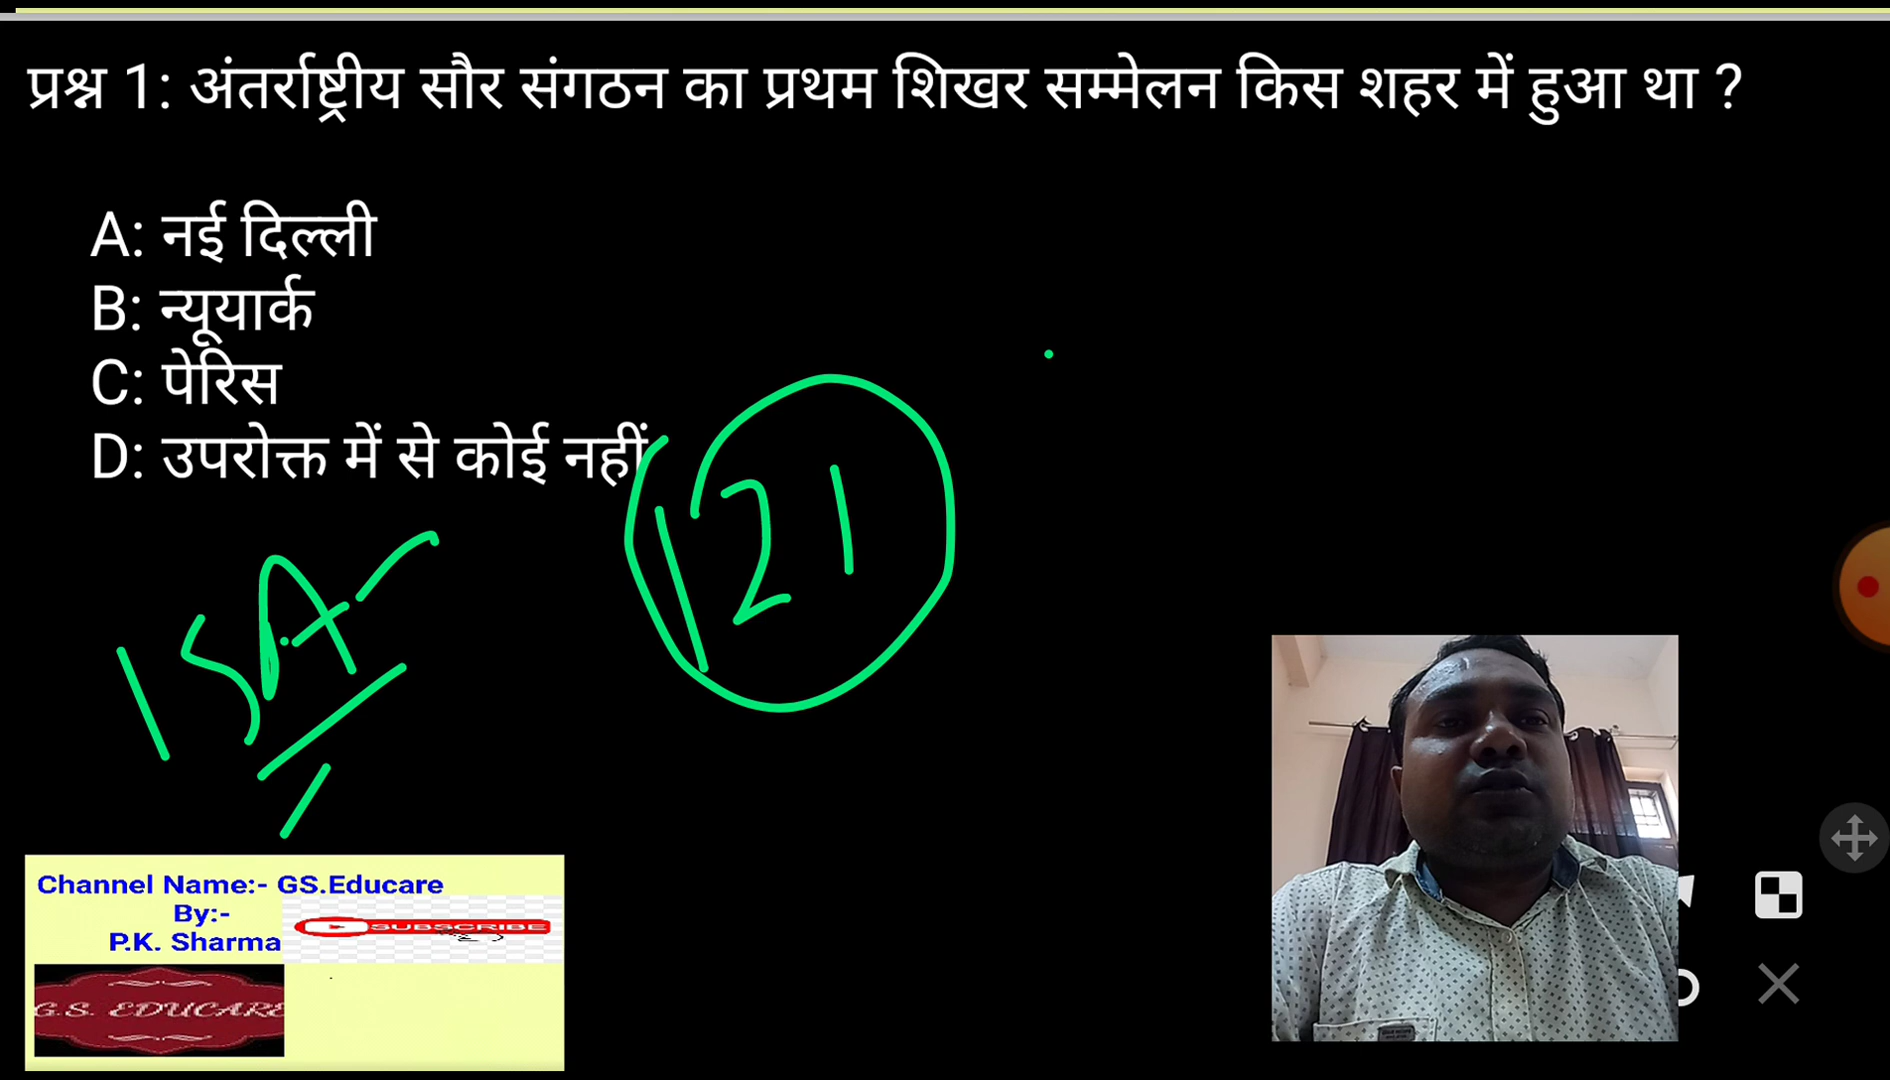 प्रश्न 1: अंतर्राष्ट्रीय सौर संगठन का प्रथम शिखर सम्मेलन किस शहर में हुआ था ?
A: नई दिल्ली
B: न्यूयार्क
C: पेरिस
D: उपरोक्त में से कोई नहीं
121
ISA
Channel Name:- GS.Educare
By:-
P.K. Sharma
SUBSCRIBE
G.S. EDUCARE